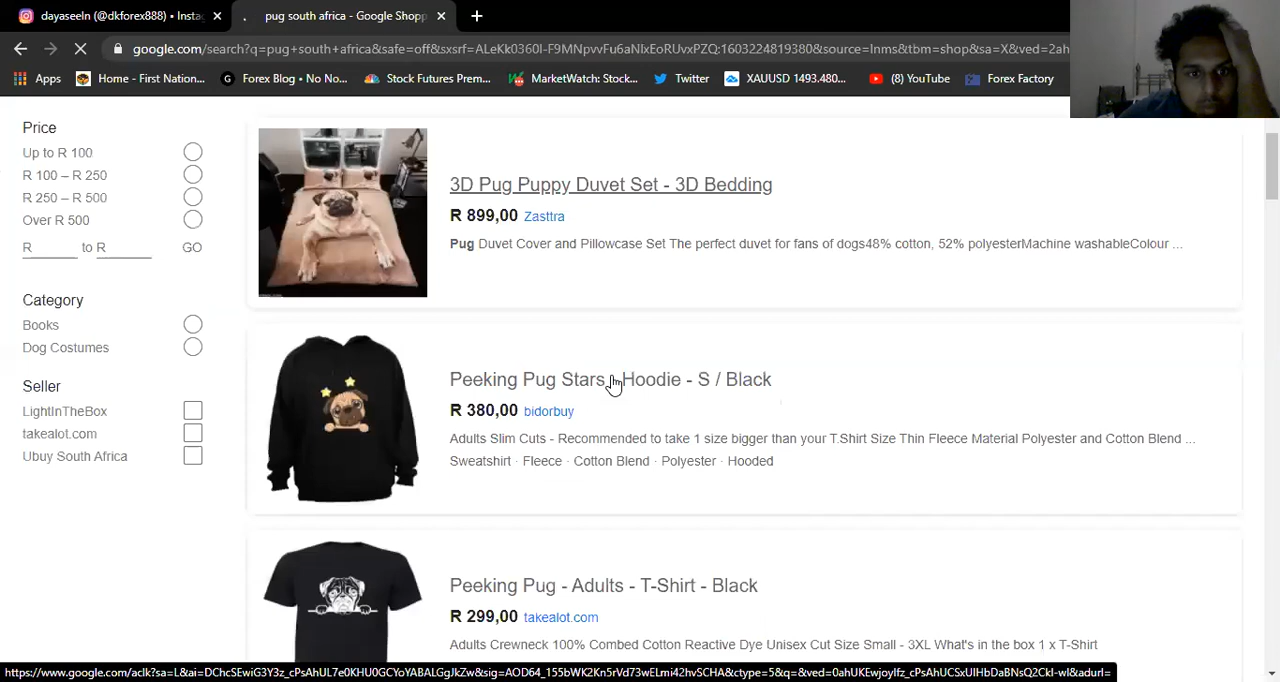 dayaseeln (@dkforex888) • Insta
pug south africa - Google Shopp
google.com/search?q=pug+south+africa&safe=off&sxsrf=ALeKk0360I-F9MNpvvFu6aNlxEoRUvxPZQ:1603224819380&source=lnms&tbm=shop&sa=X&ved=2ah
Apps
Home - First Nation...
Forex Blog • No No...
Stock Futures Prem...
MarketWatch: Stock...
Twitter
XAUUSD 1493.480...
(8) YouTube
Forex Factory
Price
Up to R 100
R 100 – R 250
R 250 – R 500
Over R 500
R to R GO
Category
Books
Dog Costumes
Seller
LightInTheBox
takealot.com
Ubuy South Africa
3D Pug Puppy Duvet Set - 3D Bedding
R 899,00 Zasttra
Pug Duvet Cover and Pillowcase Set The perfect duvet for fans of dogs48% cotton, 52% polyesterMachine washableColour ...
Peeking Pug Stars - Hoodie - S / Black
R 380,00 bidorbuy
Adults Slim Cuts - Recommended to take 1 size bigger than your T.Shirt Size Thin Fleece Material Polyester and Cotton Blend ...
Sweatshirt · Fleece · Cotton Blend · Polyester · Hooded
Peeking Pug - Adults - T-Shirt - Black
R 299,00 takealot.com
Adults Crewneck 100% Combed Cotton Reactive Dye Unisex Cut Size Small - 3XL What's in the box 1 x T-Shirt